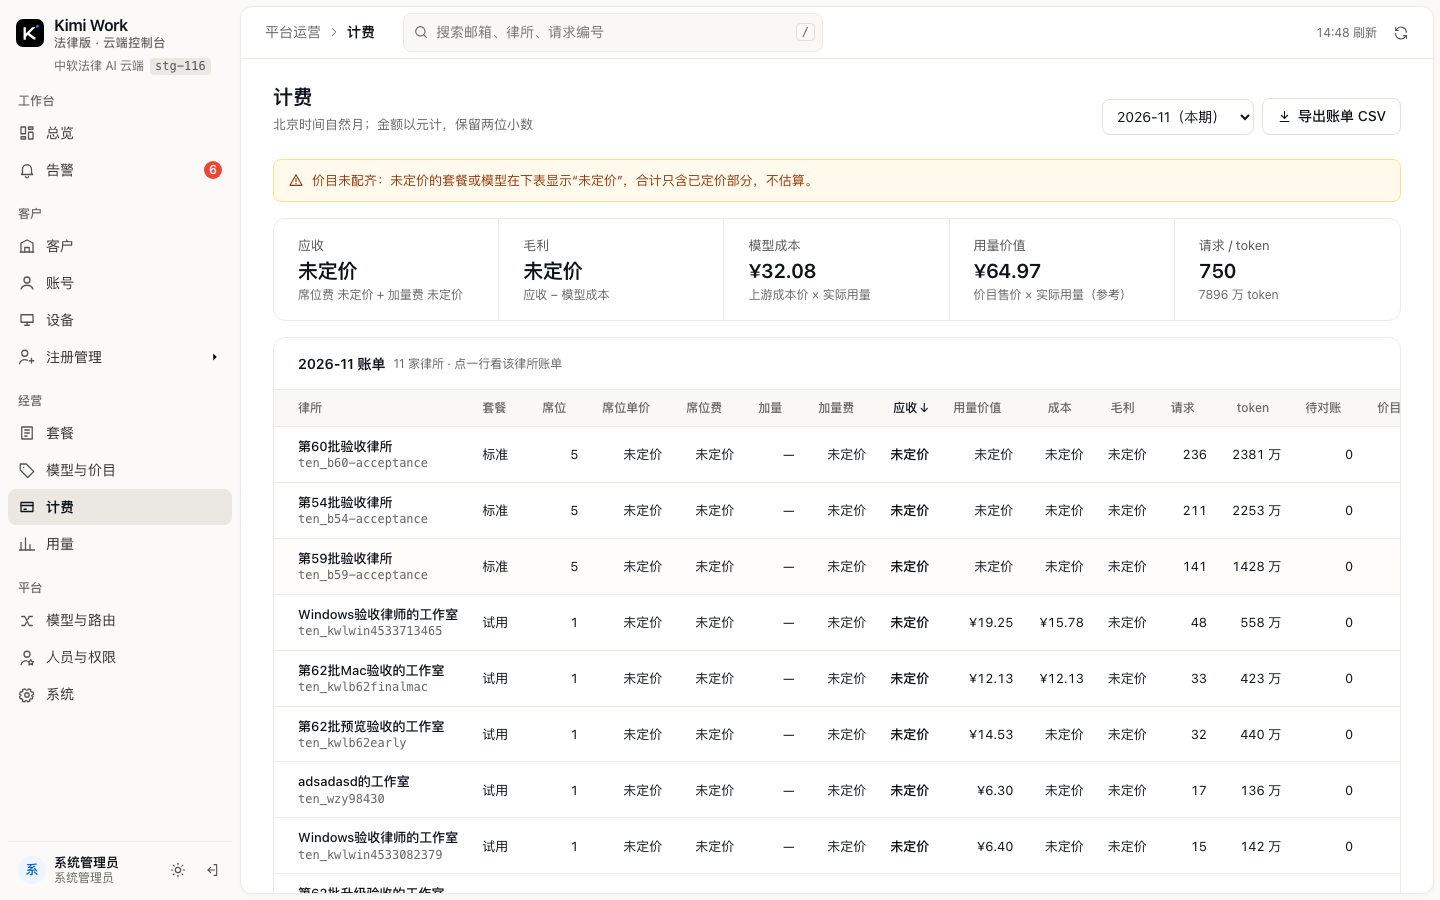 Kimi Work
法律版 · 云端控制台
中软法律 AI 云端 stg-116
工作台
总览
告警 6
客户
客户
账号
设备
注册管理
经营
套餐
模型与价目
计费
用量
平台
模型与路由
人员与权限
系统
系 系统管理员
系统管理员
平台运营 > 计费
搜索邮箱、律所、请求编号 /
14:48 刷新
计费
北京时间自然月；金额以元计，保留两位小数
2026-11（本期）
导出账单 CSV
价目未配齐：未定价的套餐或模型在下表显示“未定价”，合计只含已定价部分，不估算。
应收
未定价
席位费 未定价 + 加量费 未定价
毛利
未定价
应收 − 模型成本
模型成本
¥32.08
上游成本价 × 实际用量
用量价值
¥64.97
价目售价 × 实际用量（参考）
请求 / token
750
7896 万 token
2026-11 账单 11 家律所 · 点一行看该律所账单
律所 套餐 席位 席位单价 席位费 加量 加量费 应收↓ 用量价值 成本 毛利 请求 token 待对账 价目
第60批验收律所
ten_b60-acceptance
标准 5 未定价 未定价 — 未定价 未定价 未定价 未定价 未定价 236 2381 万 0
第54批验收律所
ten_b54-acceptance
标准 5 未定价 未定价 — 未定价 未定价 未定价 未定价 未定价 211 2253 万 0
第59批验收律所
ten_b59-acceptance
标准 5 未定价 未定价 — 未定价 未定价 未定价 未定价 未定价 141 1428 万 0
Windows验收律师的工作室
ten_kwlwin4533713465
试用 1 未定价 未定价 — 未定价 未定价 ¥19.25 ¥15.78 未定价 48 558 万 0
第62批Mac验收的工作室
ten_kwlb62finalmac
试用 1 未定价 未定价 — 未定价 未定价 ¥12.13 ¥12.13 未定价 33 423 万 0
第62批预览验收的工作室
ten_kwlb62early
试用 1 未定价 未定价 — 未定价 未定价 ¥14.53 未定价 未定价 32 440 万 0
adsadasd的工作室
ten_wzy98430
试用 1 未定价 未定价 — 未定价 未定价 ¥6.30 未定价 未定价 17 136 万 0
Windows验收律师的工作室
ten_kwlwin4533082379
试用 1 未定价 未定价 — 未定价 未定价 ¥6.40 未定价 未定价 15 142 万 0